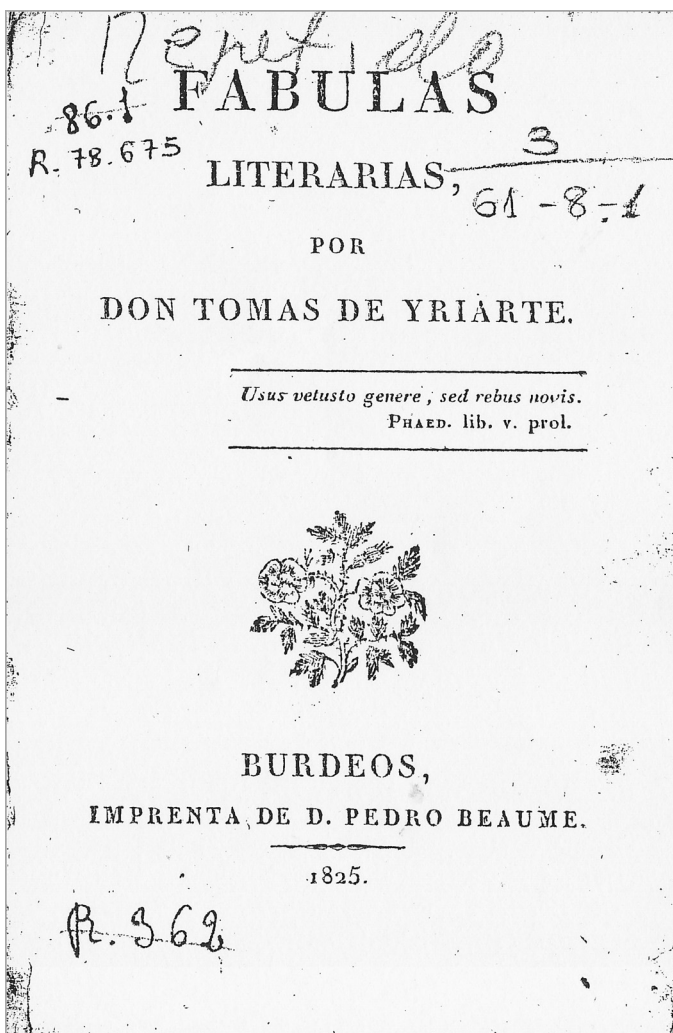 Repetido
FABULAS
86.1
R. 78.675
LITERARIAS,
3
61-8-1
POR
DON TOMAS DE YRIARTE.
Usus vetusto genere, sed rebus novis.
PHAED. lib. v. prol.
BURDEOS,
IMPRENTA DE D. PEDRO BEAUME.
1825.
R. 362